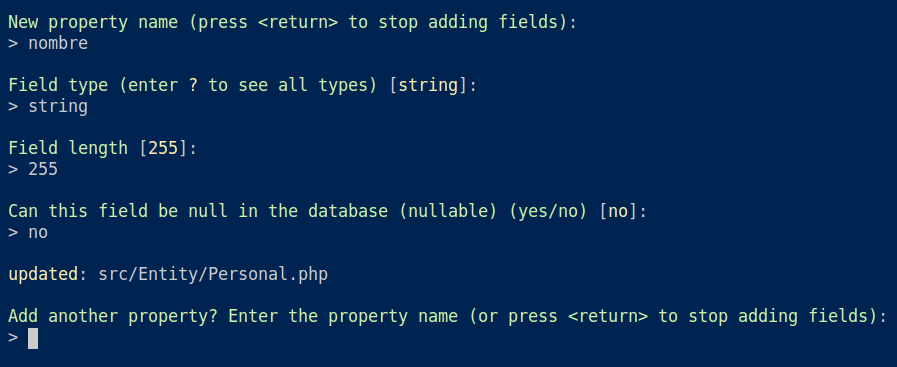 New property name (press <return> to stop adding fields):
> nombre
Field type (enter ? to see all types) [string]:
> string
Field length [255]:
> 255
Can this field be null in the database (nullable) (yes/no) [no]:
> no
updated: src/Entity/Personal.php
Add another property? Enter the property name (or press <return> to stop adding fields):
>